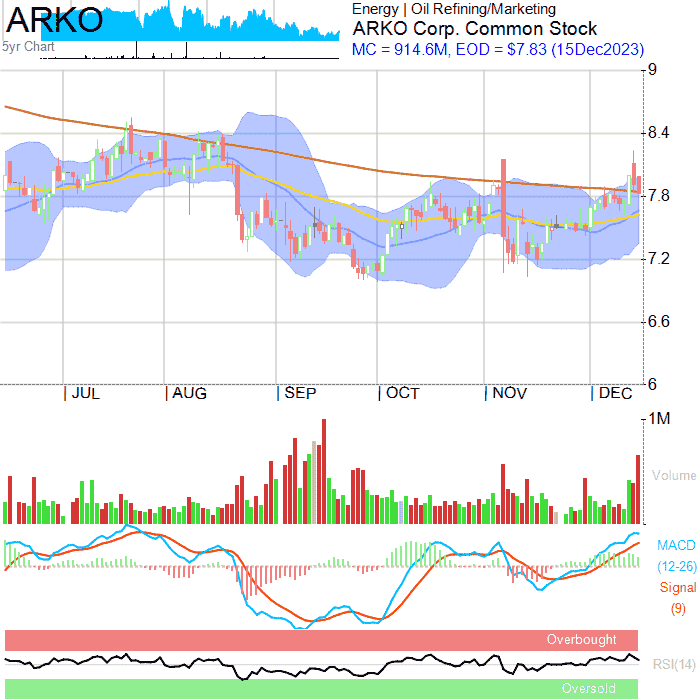 ARKO
5yr Chart
Energy | Oil Refining/Marketing
ARKO Corp. Common Stock
MC = 914.6M, EOD = $7.83 (15Dec2023)
9
8.4
7.8
7.2
6.6
6
JUL AUG SEP OCT NOV DEC
1M
Volume
MACD
(12-26)
Signal
(9)
Overbought
RSI(14)
Oversold